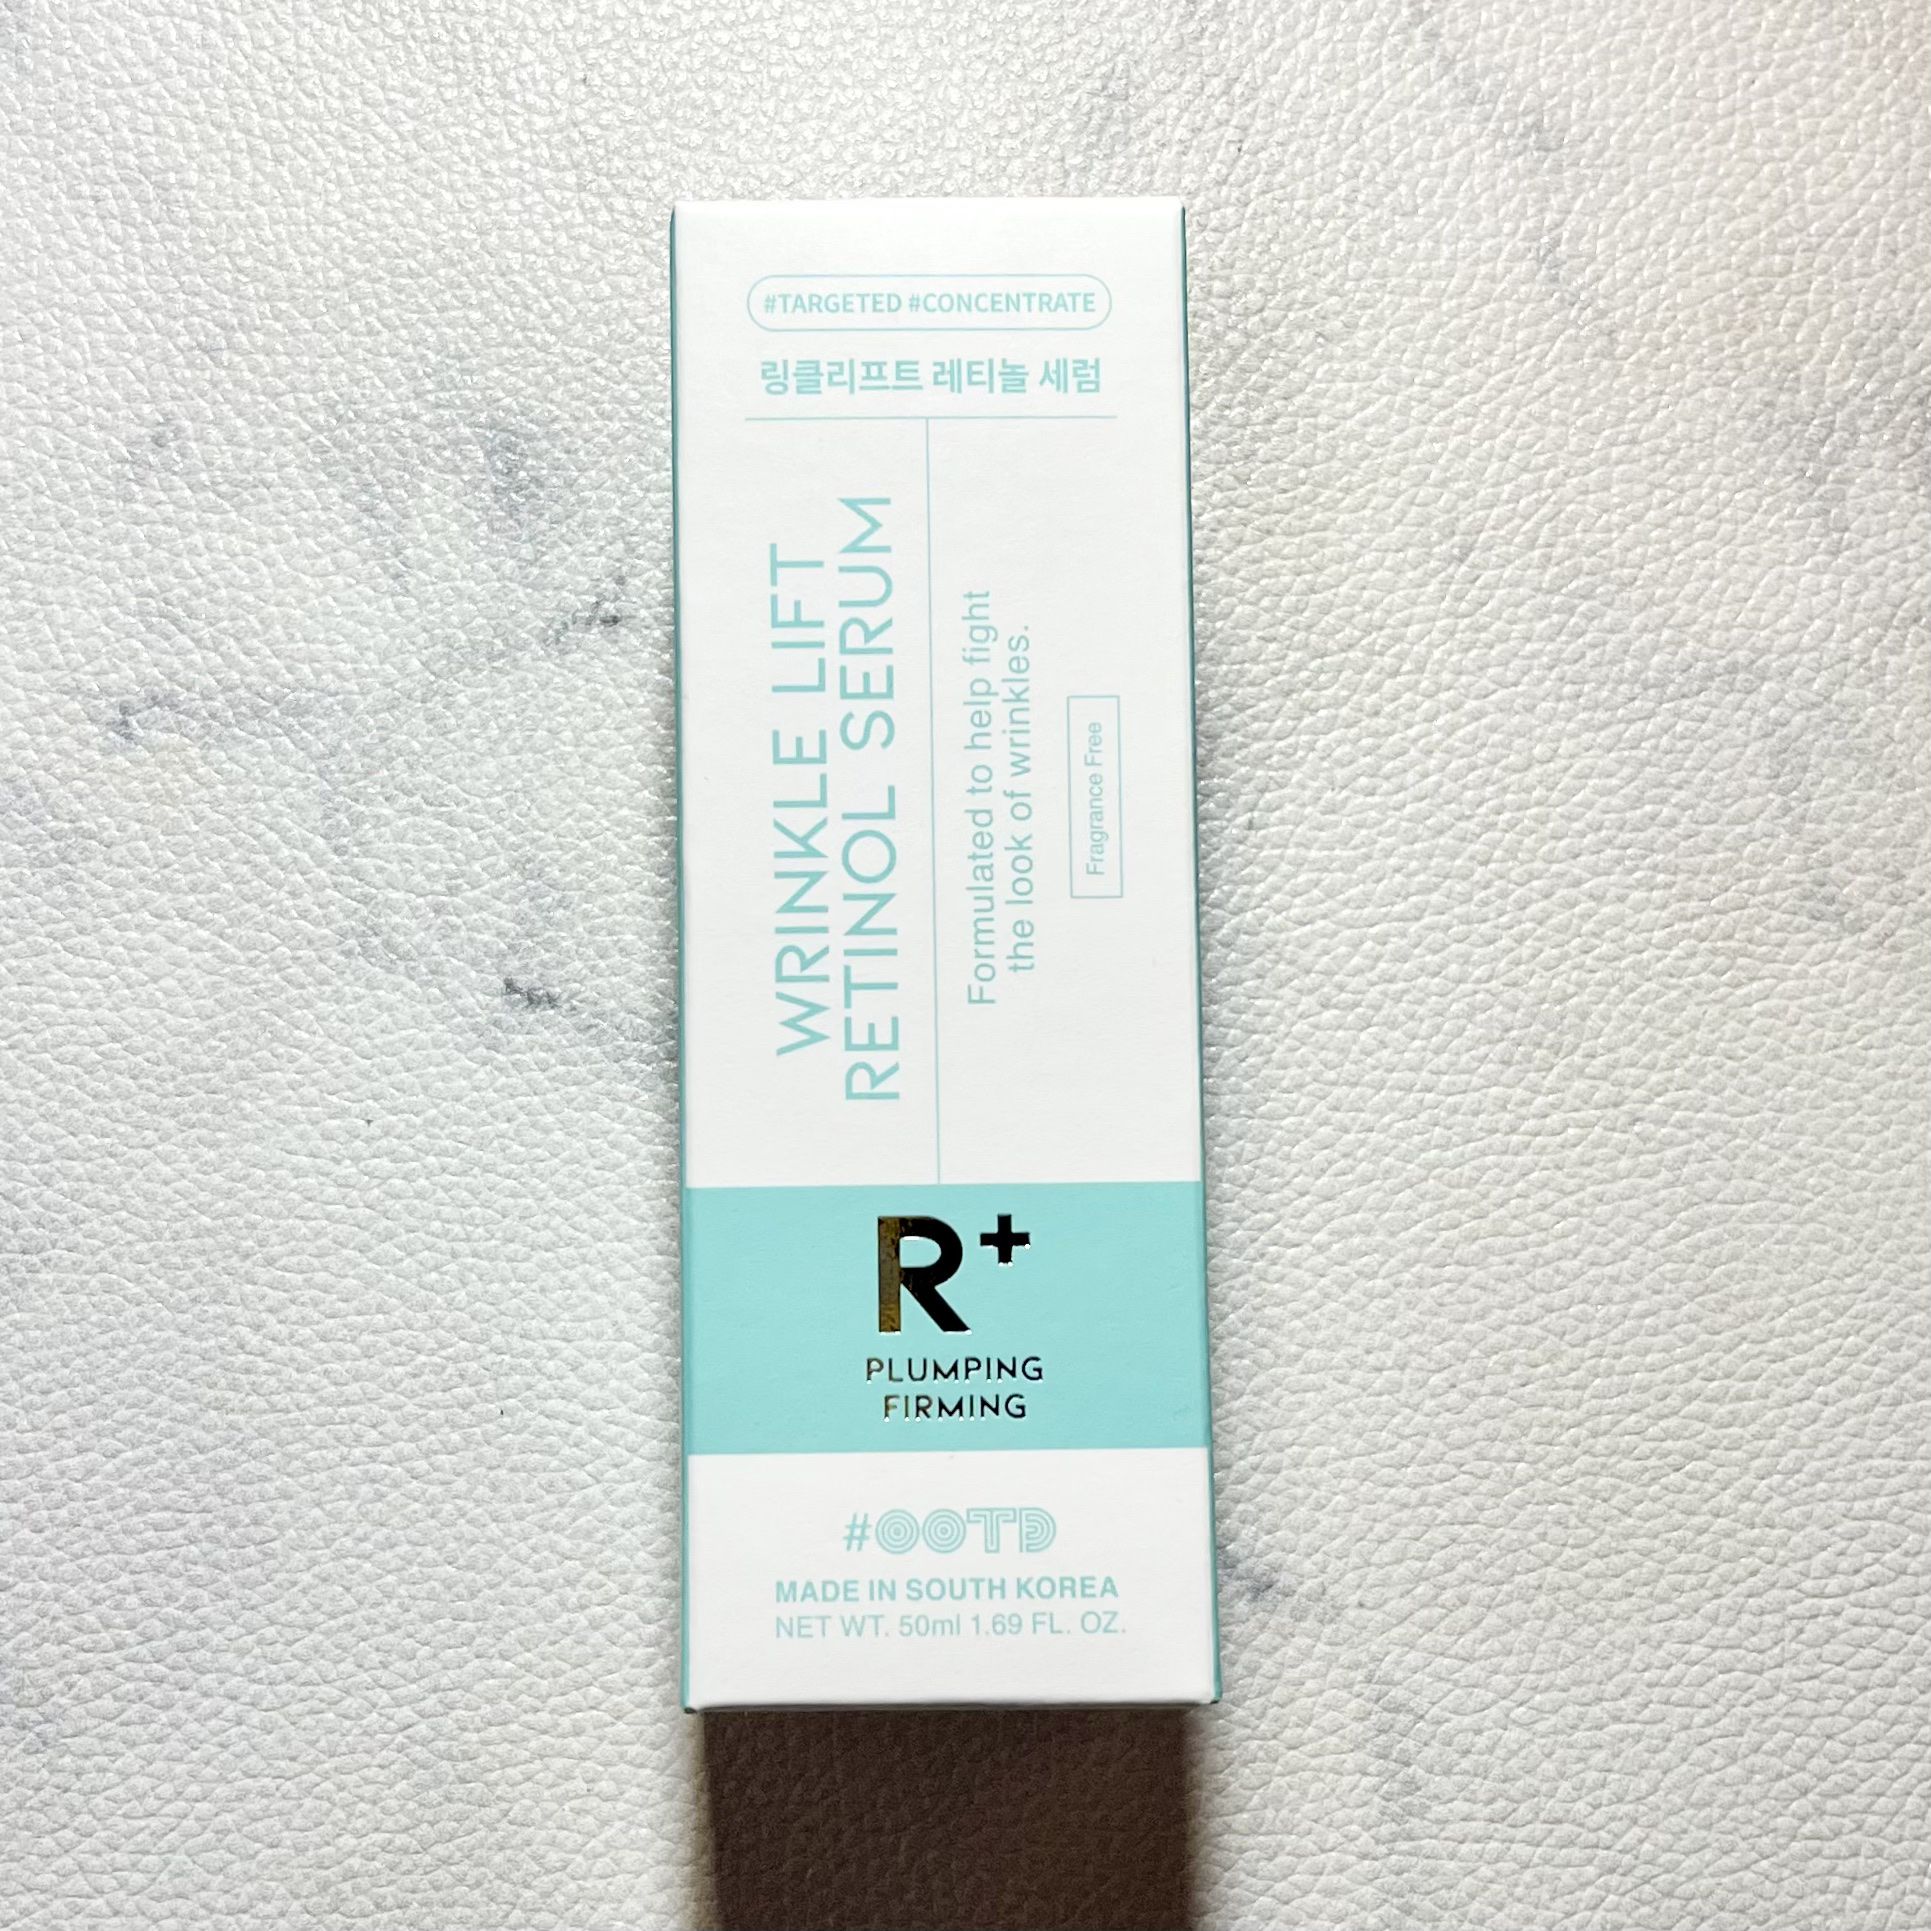 #TARGETED #CONCENTRATE
링클리프트 레티놀 세럼
WRINKLE LIFT
RETINOL SERUM
Formulated to help fight
the look of wrinkles.
Fragrance Free
R+
PLUMPING
FIRMING
#OOTD
MADE IN SOUTH KOREA
NET WT. 50ml 1.69 FL. OZ.